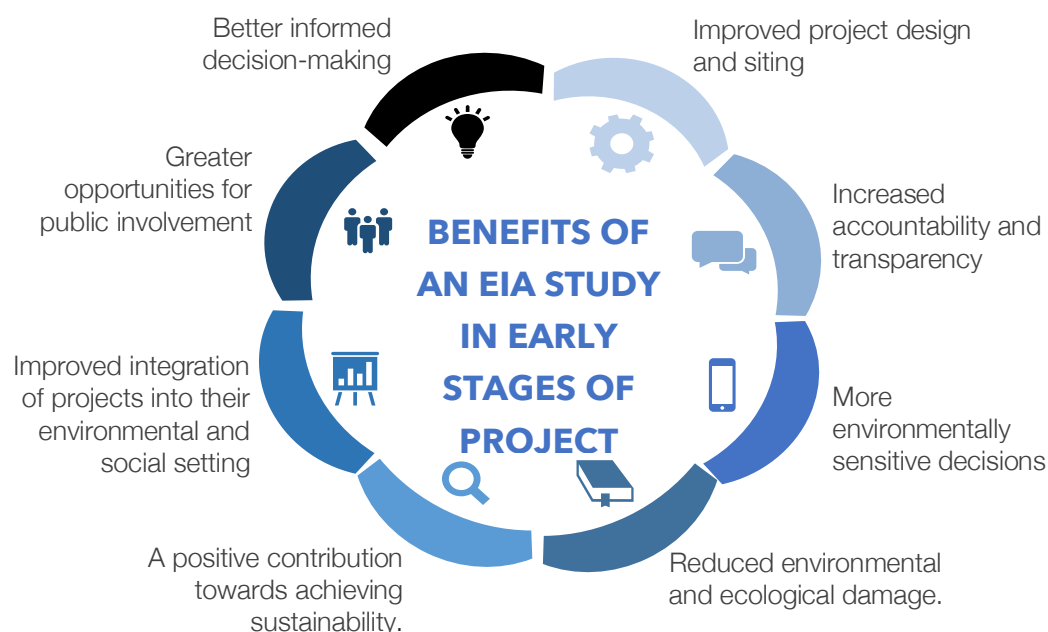 Better informed
decision-making
Improved project design
and siting
Greater
opportunities for
public involvement
Increased
accountability and
transparency
BENEFITS OF
AN EIA STUDY
IN EARLY
STAGES OF
PROJECT
Improved integration
of projects into their
environmental and
social setting
More
environmentally
sensitive decisions
A positive contribution
towards achieving
sustainability.
Reduced environmental
and ecological damage.